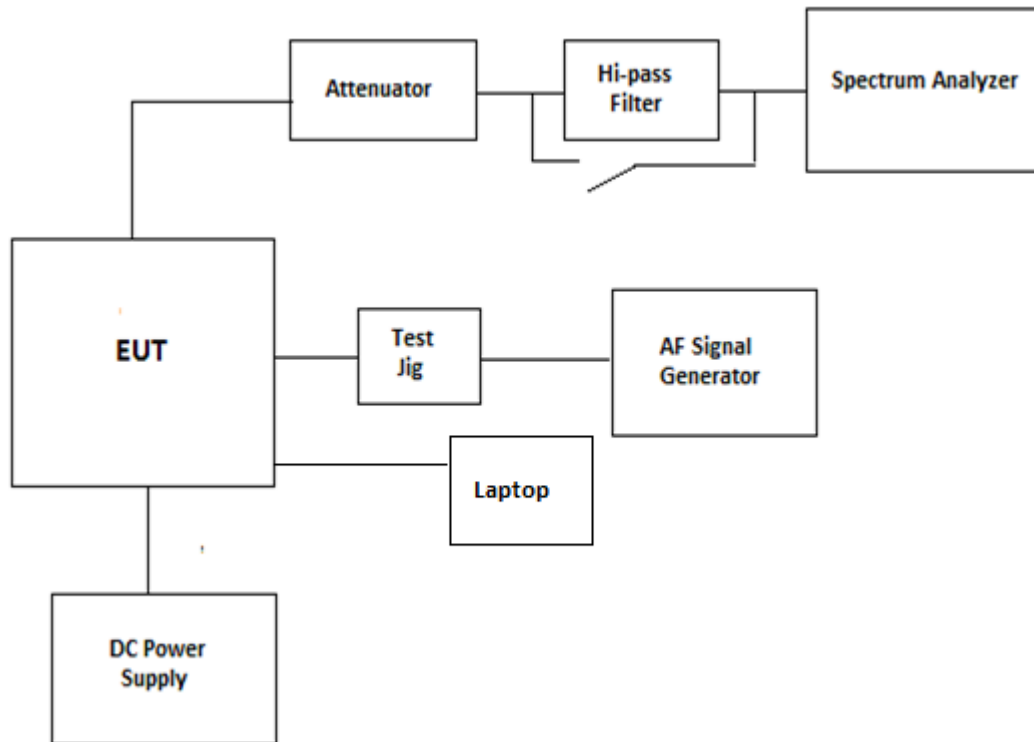 Attenuator
Hi-pass
Filter
Spectrum Analyzer
EUT
Test
Jig
AF Signal
Generator
Laptop
DC Power
Supply